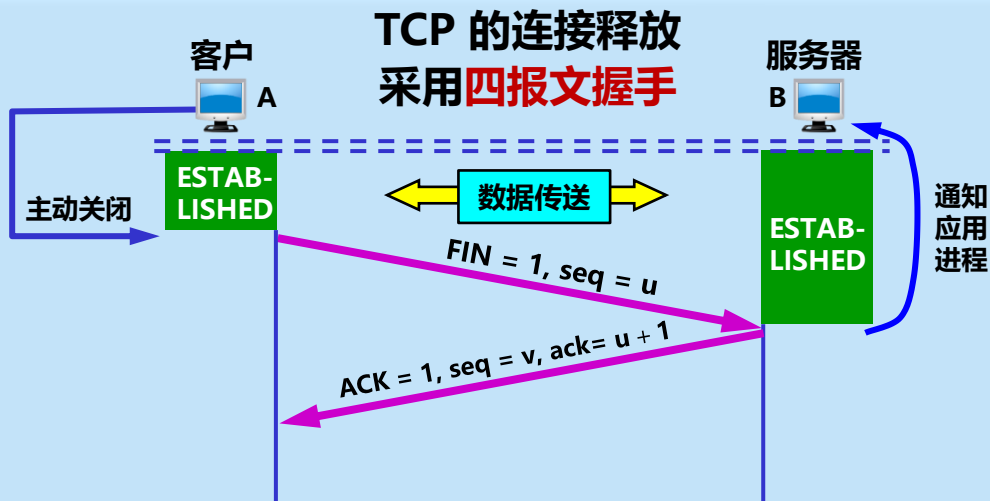 TCP 的连接释放
采用四报文握手
客户
服务器
A
B
ESTAB-
LISHED
数据传送
主动关闭
ESTAB-
LISHED
通知
应用
进程
FIN = 1, seq = u
ACK = 1, seq = v, ack= u + 1